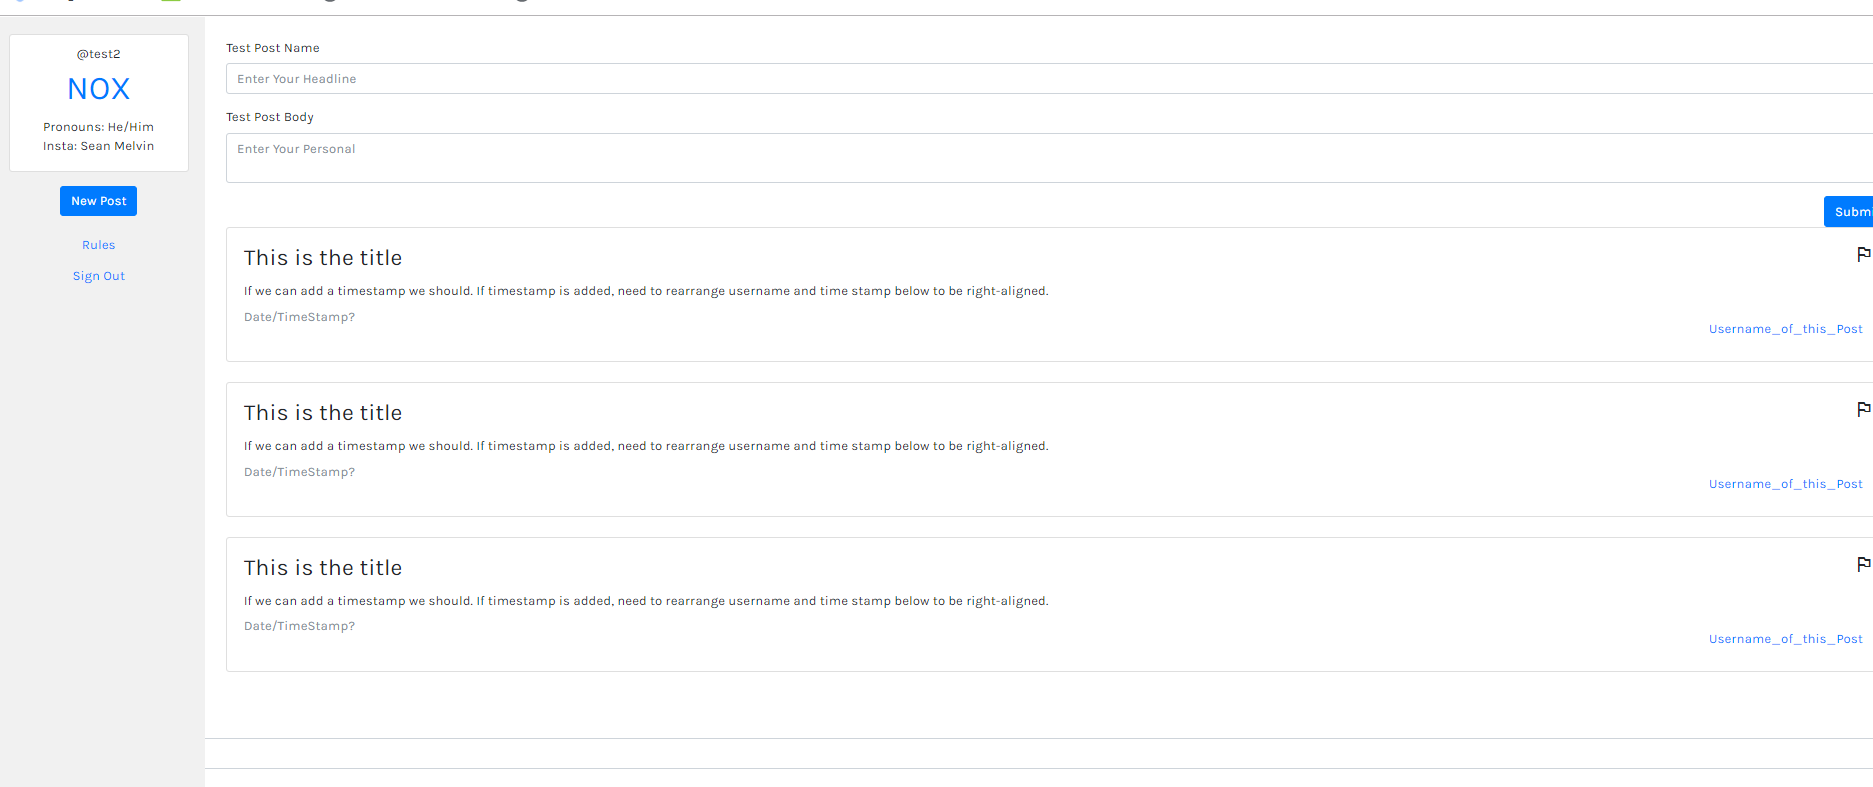 @test2
NOX
Pronouns: He/Him
Insta: Sean Melvin
New Post
Rules
Sign Out
Test Post Name
Enter Your Headline
Test Post Body
Enter Your Personal
Submi
This is the title
If we can add a timestamp we should. If timestamp is added, need to rearrange username and time stamp below to be right-aligned.
Date/TimeStamp?
Username_of_this_Post
This is the title
If we can add a timestamp we should. If timestamp is added, need to rearrange username and time stamp below to be right-aligned.
Date/TimeStamp?
Username_of_this_Post
This is the title
If we can add a timestamp we should. If timestamp is added, need to rearrange username and time stamp below to be right-aligned.
Date/TimeStamp?
Username_of_this_Post